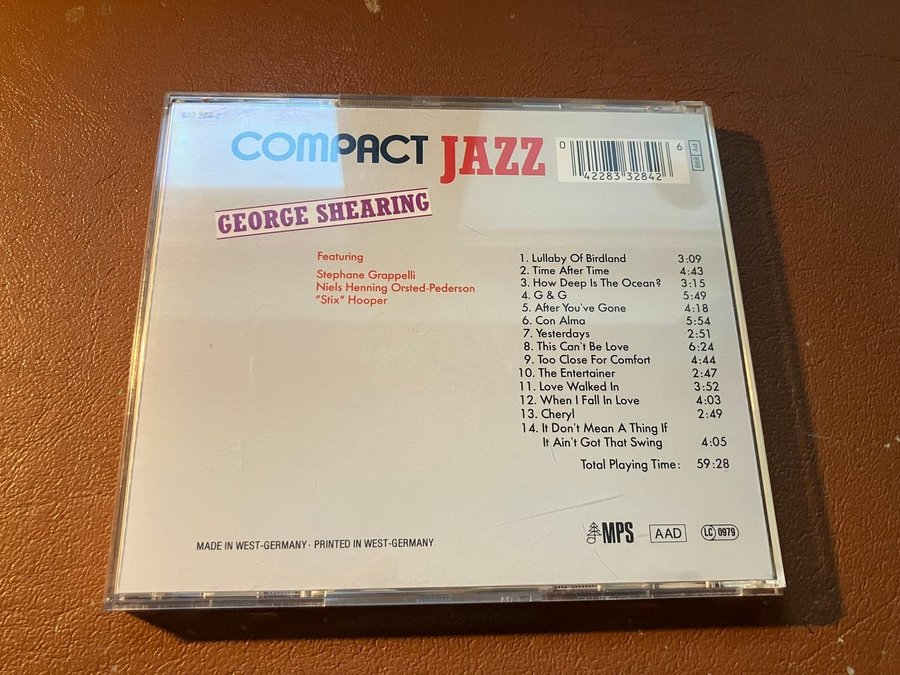 833 284-2
COMPACT JAZZ
0 42283 32842 6
PY 899
GEORGE SHEARING
Featuring
Stephane Grappelli
Niels Henning Orsted-Pederson
"Stix" Hooper
1. Lullaby Of Birdland 3:09
2. Time After Time 4:43
3. How Deep Is The Ocean? 3:15
4. G & G 5:49
5. After You've Gone 4:18
6. Con Alma 5:54
7. Yesterdays 2:51
8. This Can't Be Love 6:24
9. Too Close For Comfort 4:44
10. The Entertainer 2:47
11. Love Walked In 3:52
12. When I Fall In Love 4:03
13. Cheryl 2:49
14. It Don't Mean A Thing If
It Ain't Got That Swing 4:05
Total Playing Time: 59:28
MADE IN WEST-GERMANY · PRINTED IN WEST-GERMANY
MPS AAD LC 0979